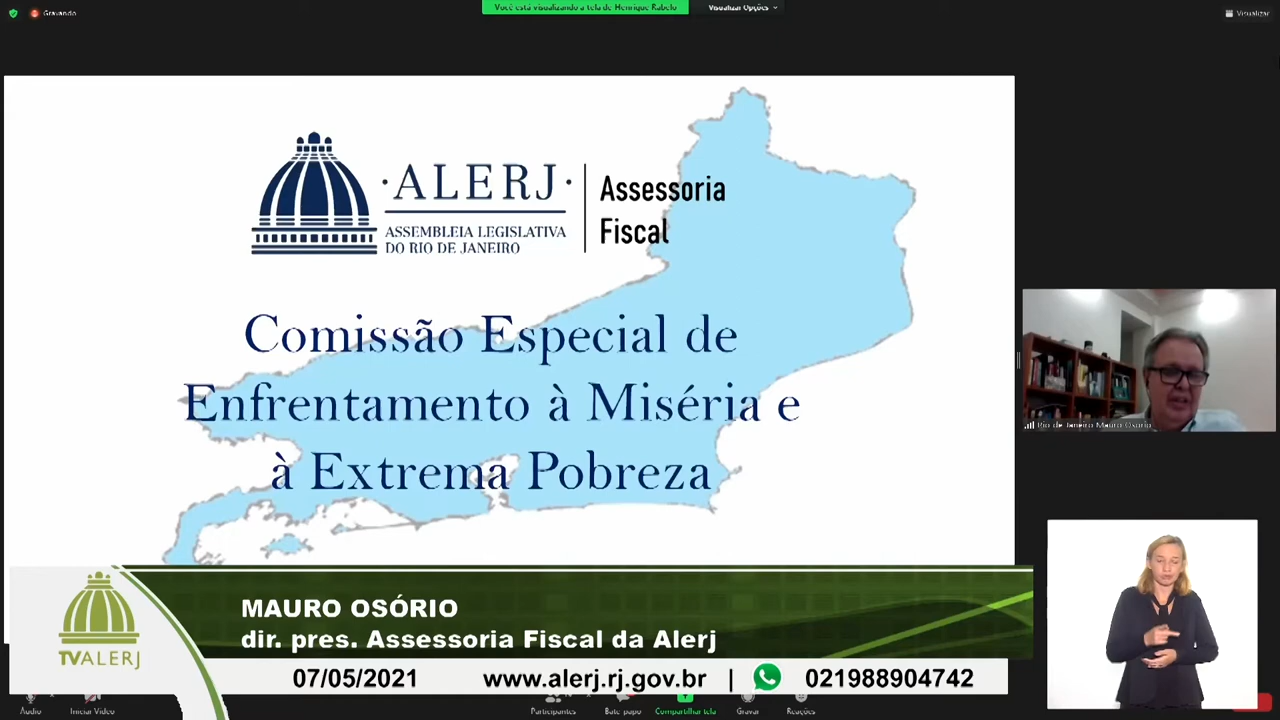 Gravando
Você está visualizando a tela de Henrique Rabelo
Visualizar Opções
Visualizar
·ALERJ·
ASSEMBLEIA LEGISLATIVA
DO RIO DE JANEIRO
Assessoria
Fiscal
Comissão Especial de
Enfrentamento à Miséria e
à Extrema Pobreza
Rio de Janeiro Mauro Osorio
TVALERJ
MAURO OSÓRIO
dir. pres. Assessoria Fiscal da Alerj
07/05/2021 www.alerj.rj.gov.br | 021988904742
Áudio
Iniciar Vídeo
Participantes
Bate-papo
Compartilhar tela
Gravar
Reações